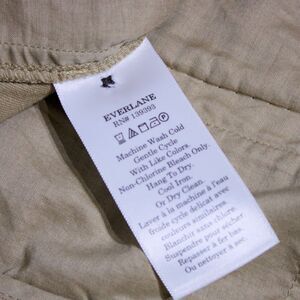 EVERLANE
RN# 139393
Machine Wash Cold
Gentle Cycle
With Like Colors
Non-Chlorine Bleach Only.
Hang To Dry.
Cool Iron.
Or Dry Clean.
Laver à la machine à l'eau
froide cycle délicat avec
couleurs similaires
Blanchir sans chlore.
Suspendre pour sécher
Repasser à fer bas.
Ou nettoyer à sec.